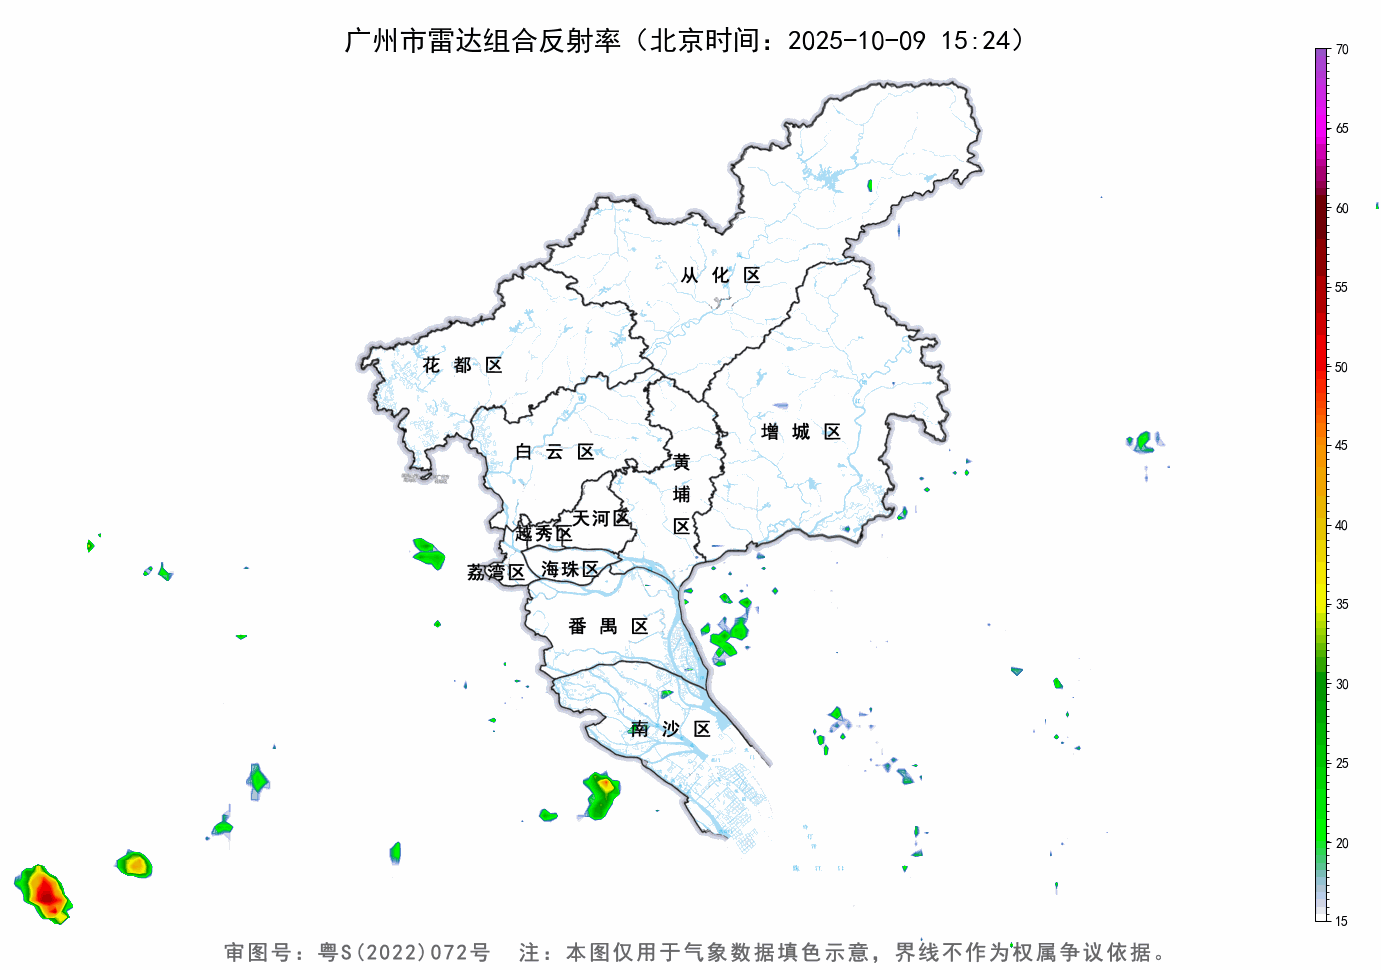 广州市雷达组合反射率（北京时间：2025-10-09 15:24）
70
65
60
55
50
45
40
35
30
25
20
15
从化区
花都区
增城区
白云区
黄埔区
天河区
越秀区
荔湾区
海珠区
番禺区
南沙区
审图号：粤S(2022)072号 注：本图仅用于气象数据填色示意，界线不作为权属争议依据。